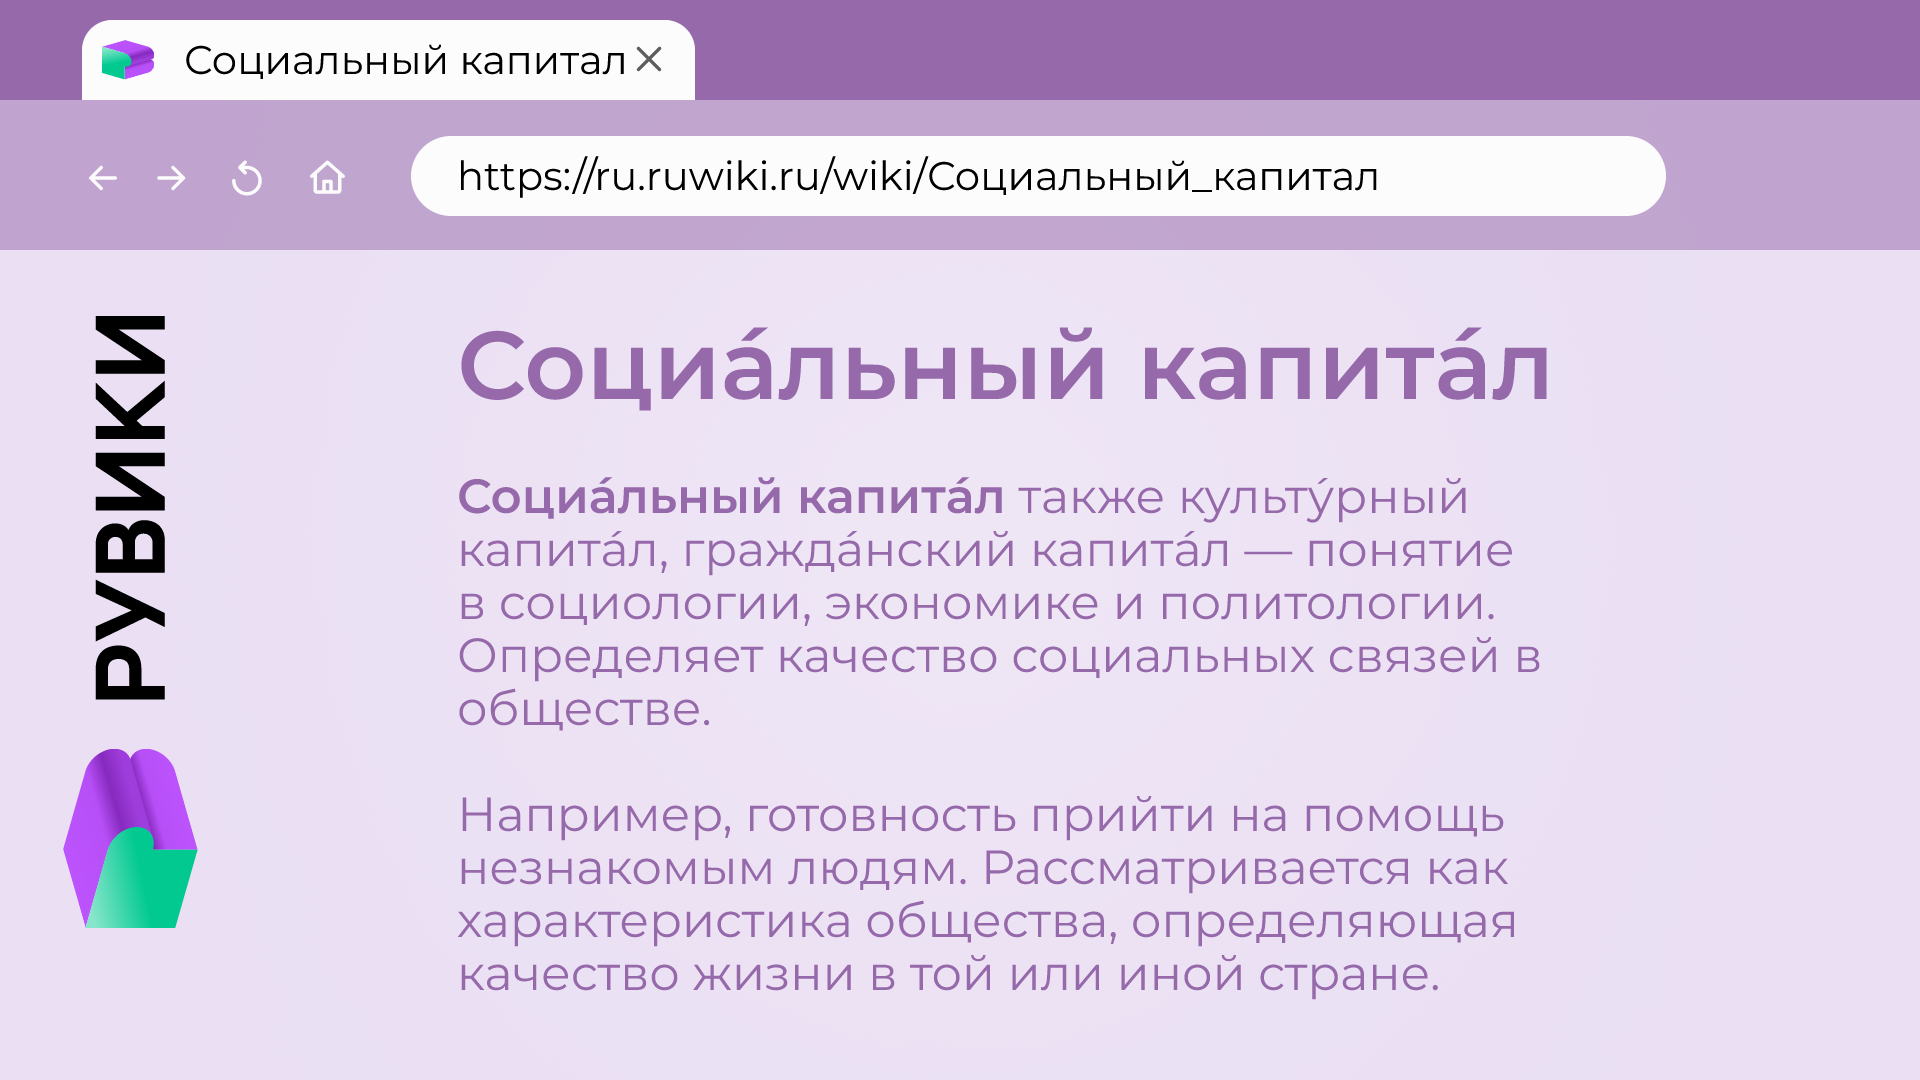 Социальный капитал
https://ru.ruwiki.ru/wiki/Социальный_капитал
РУВИКИ
Социа́льный капита́л
Социа́льный капита́л также культу́рный
капита́л, гражда́нский капита́л — понятие
в социологии, экономике и политологии.
Определяет качество социальных связей в
обществе.
Например, готовность прийти на помощь
незнакомым людям. Рассматривается как
характеристика общества, определяющая
качество жизни в той или иной стране.